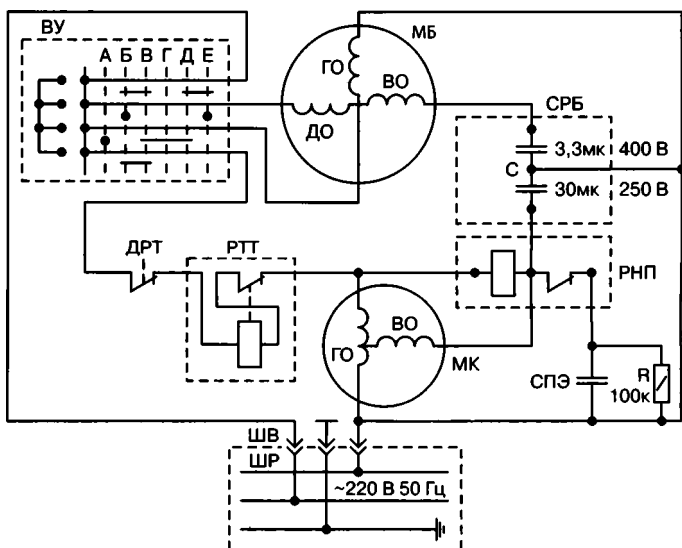 ВУ
А Б В Г Д Е
МБ
ГО
ВО
ДО
СРБ
3,3мк 400 В
С
30мк 250 В
ДРТ
РТТ
РНП
ВО
ГО
МК
СПЭ
R
100к
ШВ
ШР
~220 В 50 Гц